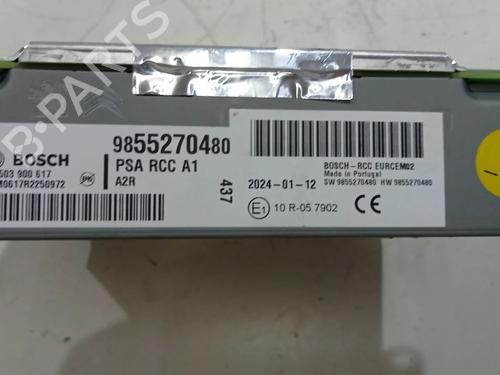 B-PARTS
BOSCH
9855270480
503 900 617
PSA RCC A1
A2R
437
2024-01-12
E1 10 R-05 7902
BOSCH-RCC EURCEM02
Made in Portugal
SW 9855270480 HW 9855270480
CE